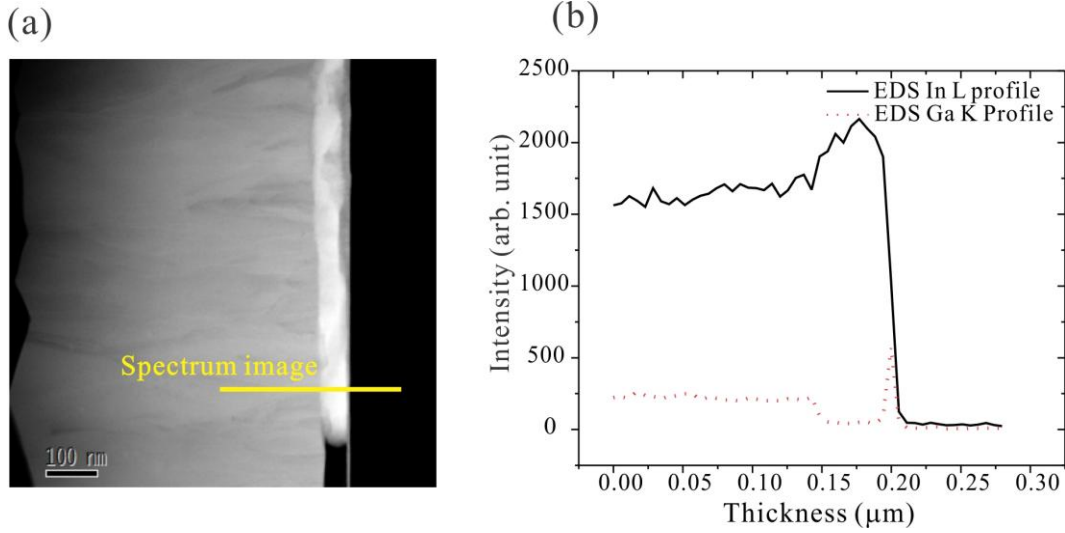 (a)
Spectrum image
100 nm
(b)
2500
2000
1500
1000
500
0
Intensity (arb. unit)
EDS In L profile
EDS Ga K Profile
0.00 0.05 0.10 0.15 0.20 0.25 0.30
Thickness (μm)